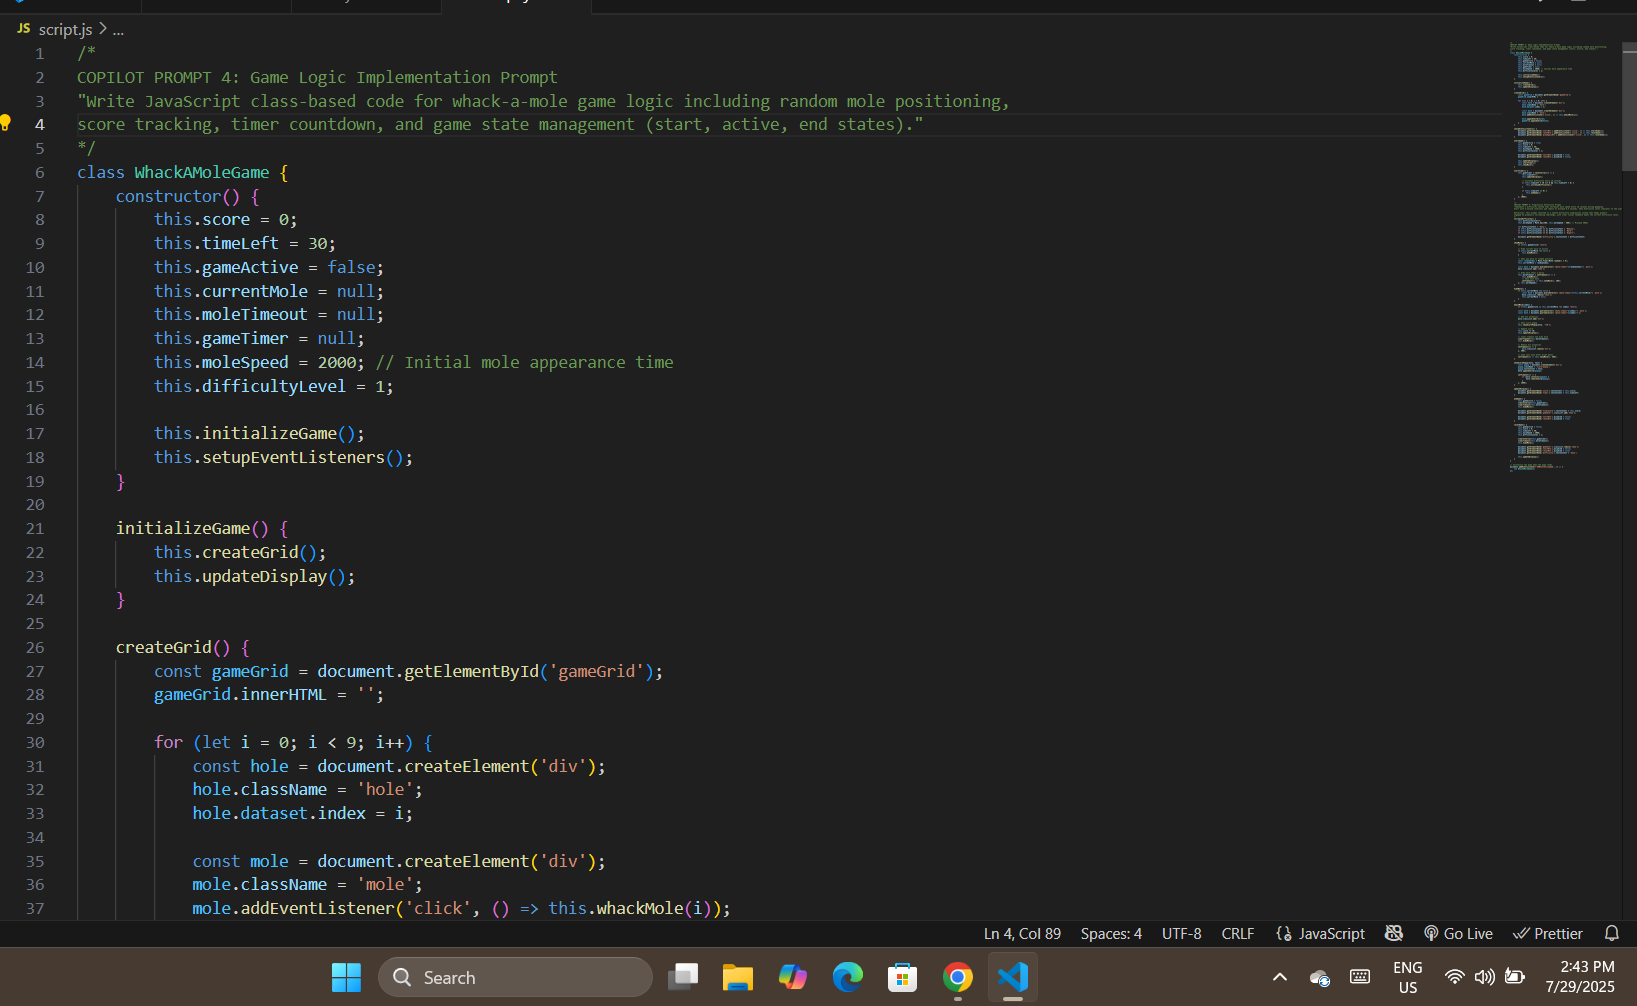 JS script.js > ...
1 /*
2 COPILOT PROMPT 4: Game Logic Implementation Prompt
3 "Write JavaScript class-based code for whack-a-mole game logic including random mole positioning,
4 score tracking, timer countdown, and game state management (start, active, end states)."
5 */
6 class WhackAMoleGame {
7     constructor() {
8         this.score = 0;
9         this.timeLeft = 30;
10         this.gameActive = false;
11         this.currentMole = null;
12         this.moleTimeout = null;
13         this.gameTimer = null;
14         this.moleSpeed = 2000; // Initial mole appearance time
15         this.difficultyLevel = 1;
16
17         this.initializeGame();
18         this.setupEventListeners();
19     }
20
21     initializeGame() {
22         this.createGrid();
23         this.updateDisplay();
24     }
25
26     createGrid() {
27         const gameGrid = document.getElementById('gameGrid');
28         gameGrid.innerHTML = '';
29
30         for (let i = 0; i < 9; i++) {
31             const hole = document.createElement('div');
32             hole.className = 'hole';
33             hole.dataset.index = i;
34
35             const mole = document.createElement('div');
36             mole.className = 'mole';
37             mole.addEventListener('click', () => this.whackMole(i));
Ln 4, Col 89 Spaces: 4 UTF-8 CRLF {} JavaScript Go Live Prettier
Search
ENG
US
2:43 PM
7/29/2025